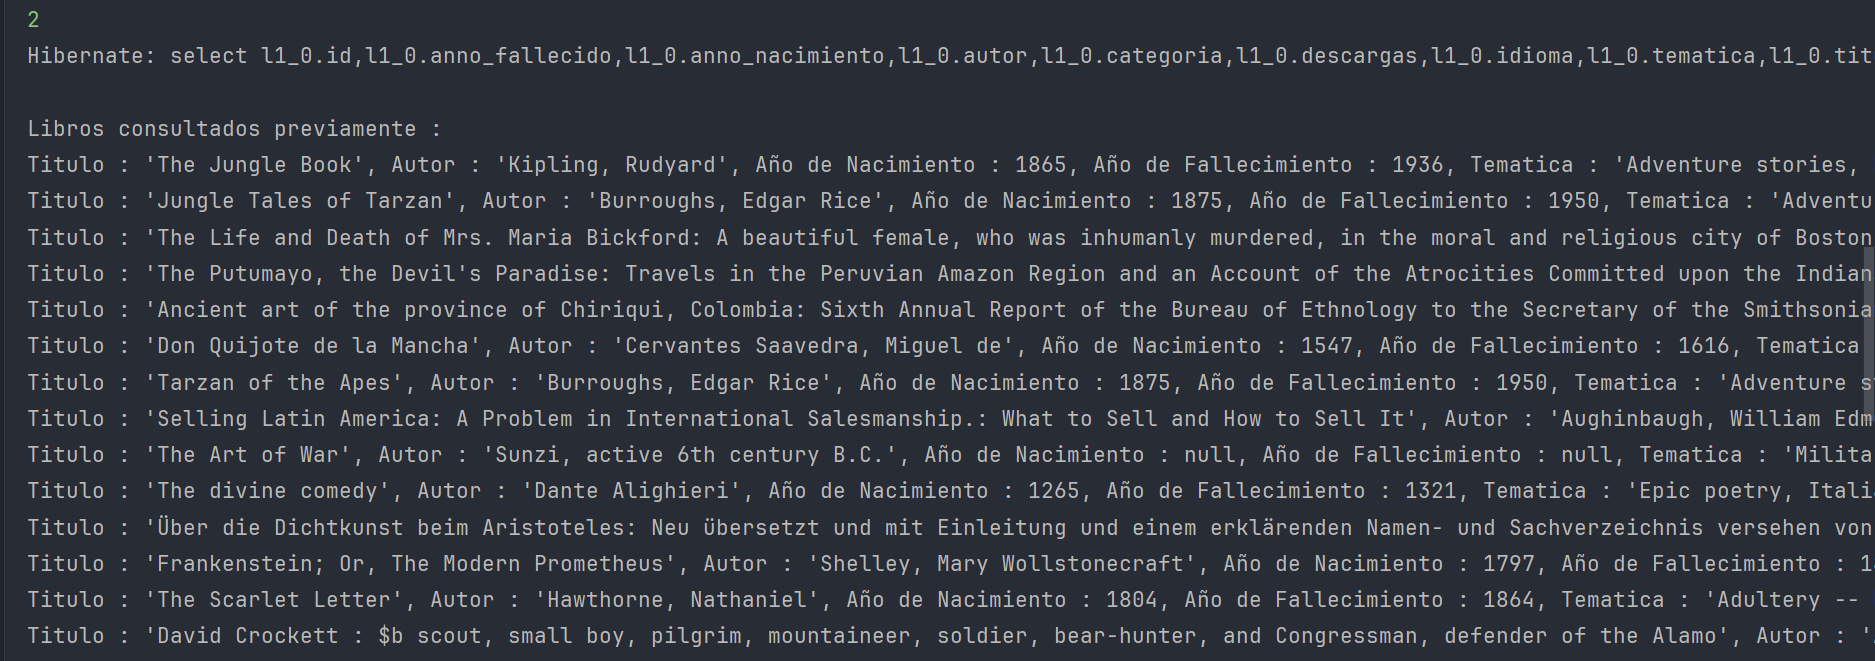 2
Hibernate: select l1_0.id,l1_0.anno_fallecido,l1_0.anno_nacimiento,l1_0.autor,l1_0.categoria,l1_0.descargas,l1_0.idioma,l1_0.tematica,l1_0.tit
Libros consultados previamente :
Titulo : 'The Jungle Book', Autor : 'Kipling, Rudyard', Año de Nacimiento : 1865, Año de Fallecimiento : 1936, Tematica : 'Adventure stories,
Titulo : 'Jungle Tales of Tarzan', Autor : 'Burroughs, Edgar Rice', Año de Nacimiento : 1875, Año de Fallecimiento : 1950, Tematica : 'Adventu
Titulo : 'The Life and Death of Mrs. Maria Bickford: A beautiful female, who was inhumanly murdered, in the moral and religious city of Boston
Titulo : 'The Putumayo, the Devil's Paradise: Travels in the Peruvian Amazon Region and an Account of the Atrocities Committed upon the Indian
Titulo : 'Ancient art of the province of Chiriqui, Colombia: Sixth Annual Report of the Bureau of Ethnology to the Secretary of the Smithsonia
Titulo : 'Don Quijote de la Mancha', Autor : 'Cervantes Saavedra, Miguel de', Año de Nacimiento : 1547, Año de Fallecimiento : 1616, Tematica
Titulo : 'Tarzan of the Apes', Autor : 'Burroughs, Edgar Rice', Año de Nacimiento : 1875, Año de Fallecimiento : 1950, Tematica : 'Adventure s
Titulo : 'Selling Latin America: A Problem in International Salesmanship.: What to Sell and How to Sell It', Autor : 'Aughinbaugh, William Edm
Titulo : 'The Art of War', Autor : 'Sunzi, active 6th century B.C.', Año de Nacimiento : null, Año de Fallecimiento : null, Tematica : 'Milita
Titulo : 'The divine comedy', Autor : 'Dante Alighieri', Año de Nacimiento : 1265, Año de Fallecimiento : 1321, Tematica : 'Epic poetry, Itali
Titulo : 'Über die Dichtkunst beim Aristoteles: Neu übersetzt und mit Einleitung und einem erklärenden Namen- und Sachverzeichnis versehen von
Titulo : 'Frankenstein; Or, The Modern Prometheus', Autor : 'Shelley, Mary Wollstonecraft', Año de Nacimiento : 1797, Año de Fallecimiento : 1
Titulo : 'The Scarlet Letter', Autor : 'Hawthorne, Nathaniel', Año de Nacimiento : 1804, Año de Fallecimiento : 1864, Tematica : 'Adultery --
Titulo : 'David Crockett : $b scout, small boy, pilgrim, mountaineer, soldier, bear-hunter, and Congressman, defender of the Alamo', Autor : '